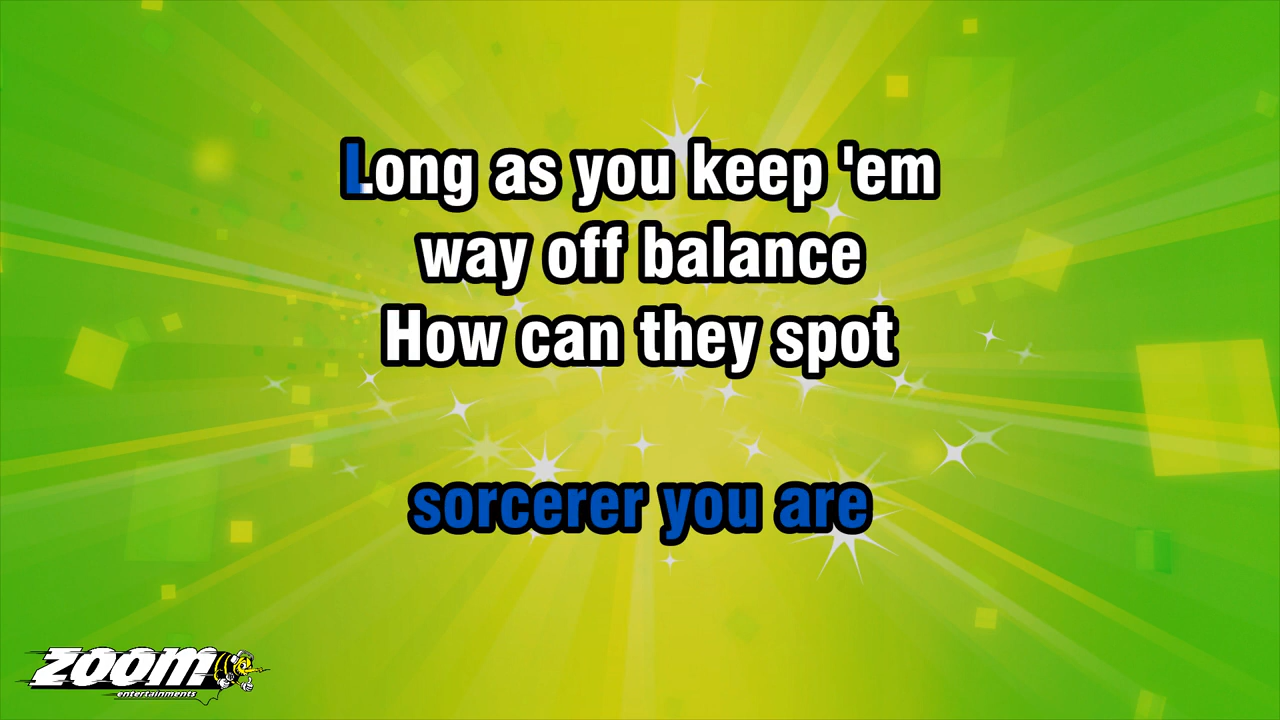 Long as you keep 'em
way off balance
How can they spot
sorcerer you are
zoom
entertainments